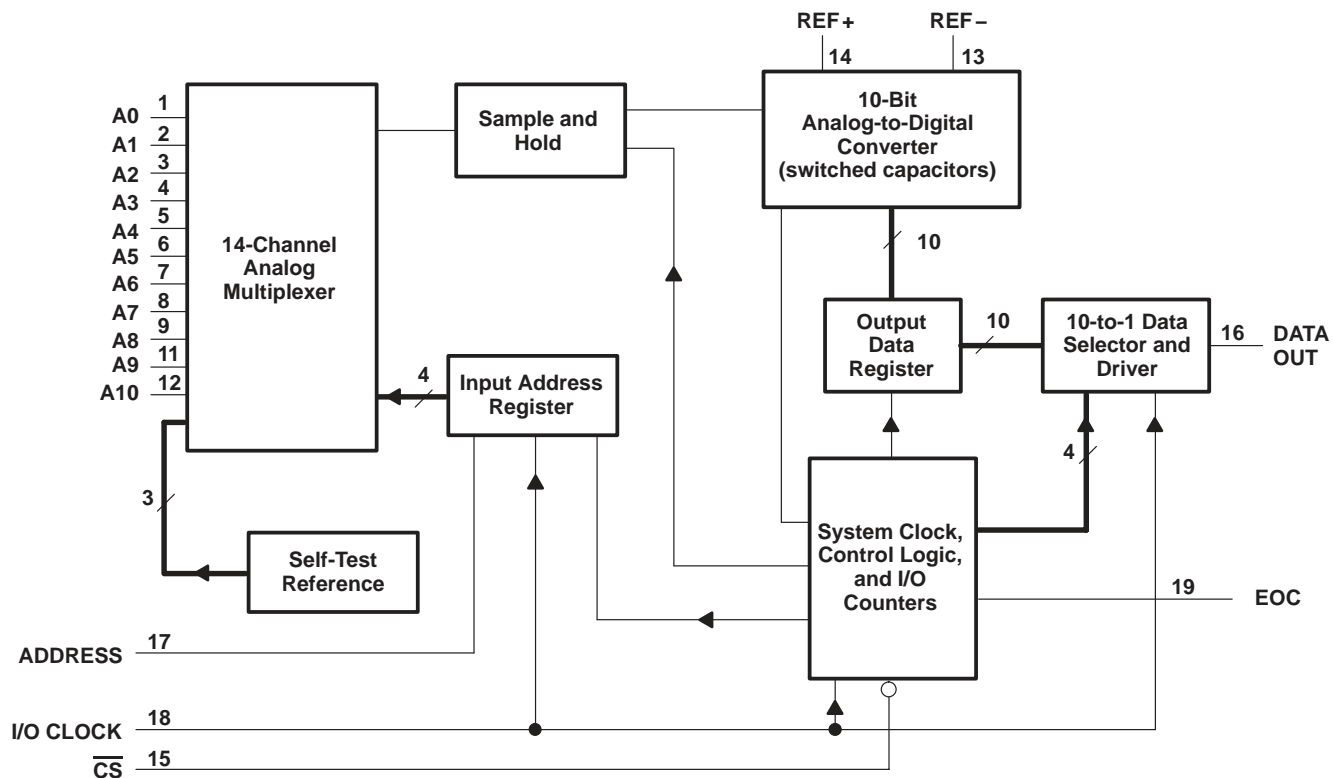 REF+
REF–
14
13
10-Bit
Analog-to-Digital
Converter
(switched capacitors)
Sample and
Hold
A0
1
A1
2
A2
3
A3
4
A4
5
A5
6
A6
7
A7
8
A8
9
A9
11
A10
12
14-Channel
Analog
Multiplexer
10
Output
Data
Register
10
10-to-1 Data
Selector and
Driver
16
DATA
OUT
4
Input Address
Register
4
3
Self-Test
Reference
System Clock,
Control Logic,
and I/O
Counters
19
EOC
ADDRESS
17
I/O CLOCK
18
C̅S̅
15